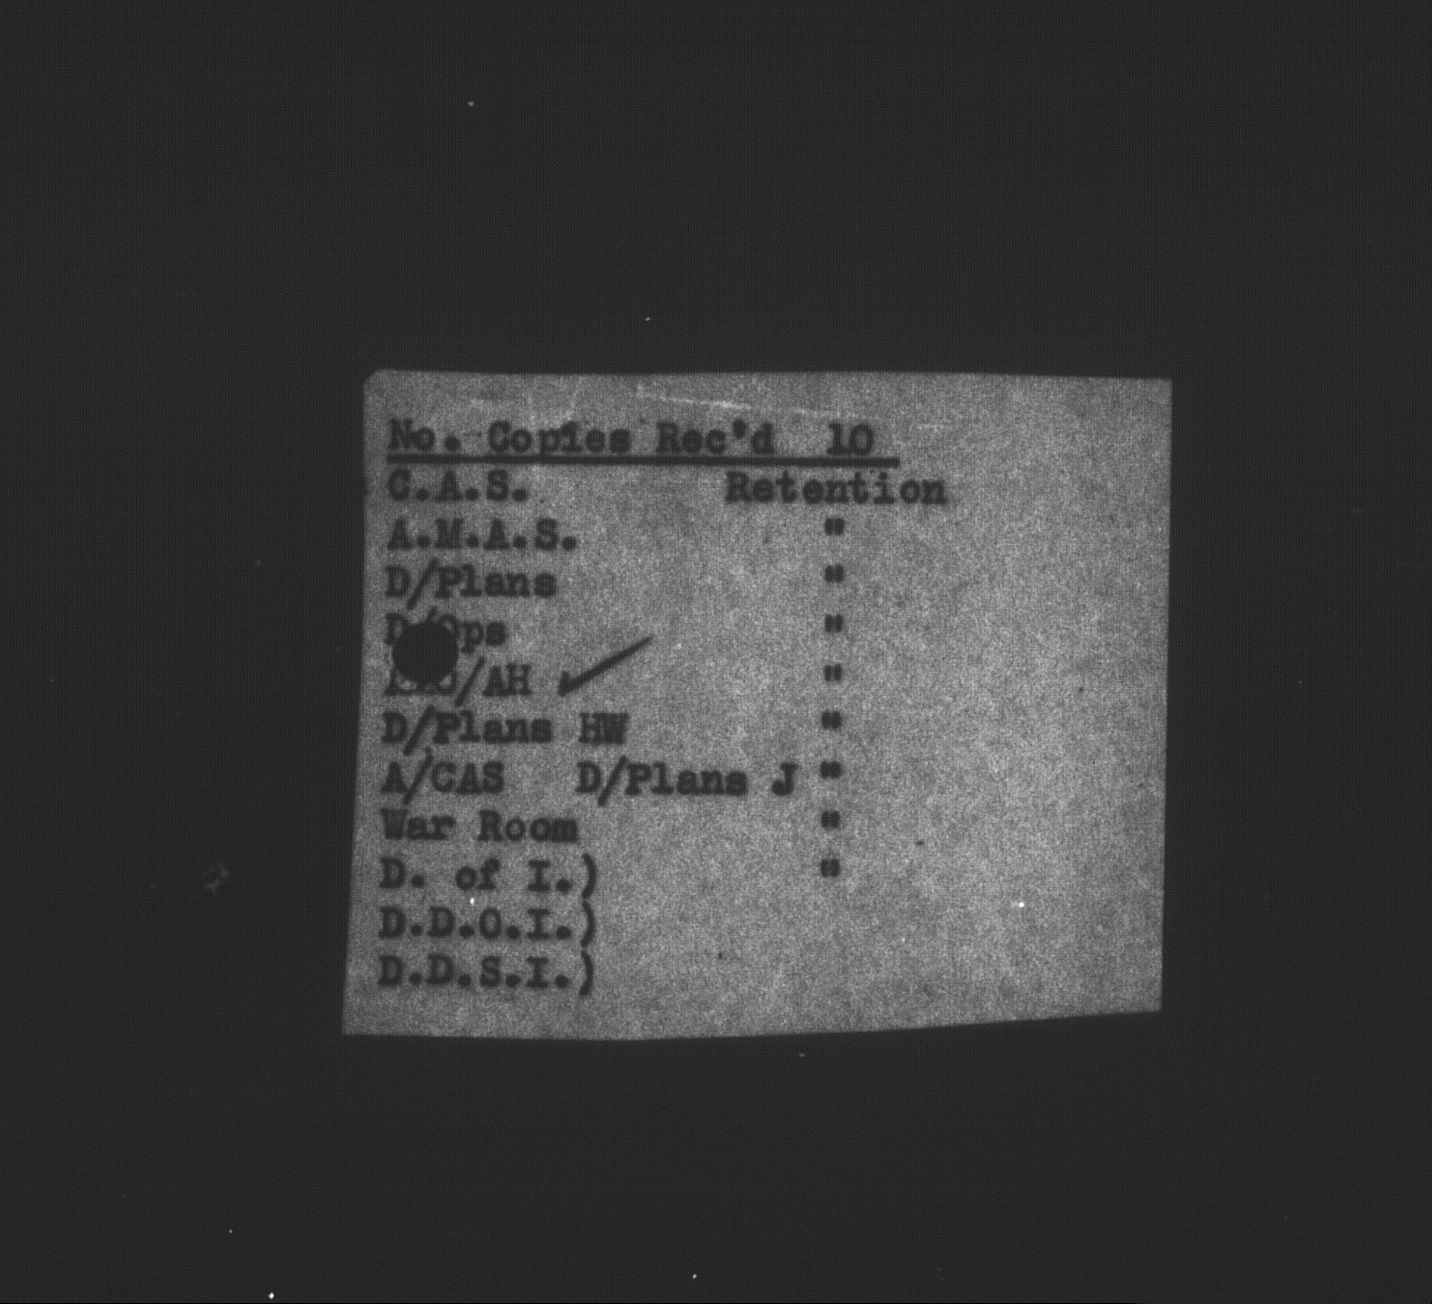 No. Copies Rec'd 10
C.A.S. Retention
A.M.A.S. "
D/Plans "
D/Ops "
/AH "
D/Plans HW "
A/CAS D/Plans J "
War Room "
D. of I.) "
D.D.O.I.)
D.D.S.I.)